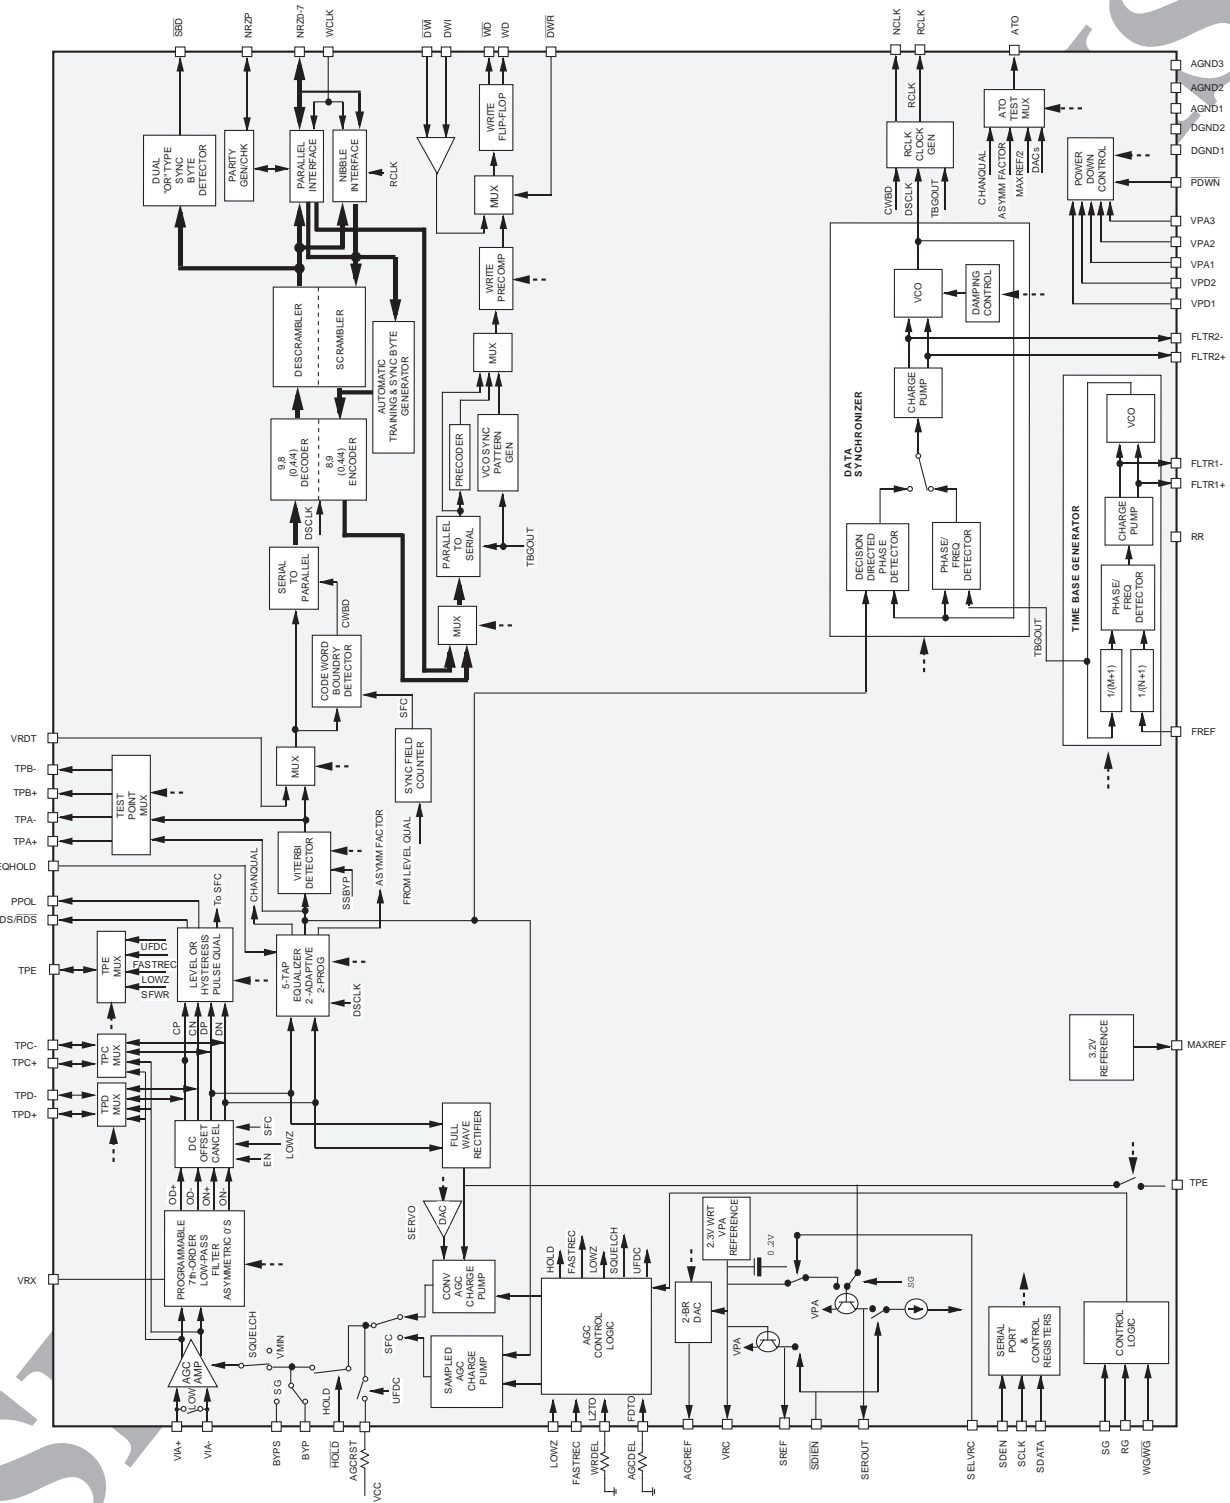 SBD
NRZP
NRZ0-7
WCLK
DWI
DWI
WD
WD
DWR
NCLK
RCLK
ATO
AGND3
AGND2
AGND1
DGND2
DGND1
PDWN
VPA3
VPA2
VPA1
VPD2
VPD1
FLTR2-
FLTR2+
FLTR1-
FLTR1+
RR
FREF
MAXREF
TPE
DUAL
"OR" TYPE
SYNC
BYTE
DETECTOR
PARITY
GEN/CHK
PARALLEL
INTERFACE
NIBBLE
INTERFACE
RCLK
WRITE
FLIP-FLOP
MUX
WRITE
PRECOMP
MUX
RCLK
RCLK
CLOCK
GEN
CWBD
DSCLK
TBGOUT
ATO
TEST
MUX
CHANQUAL
ASYMM FACTOR
MAXREF/2
DACs
POWER
DOWN
CONTROL
DESCRAMBLER
SCRAMBLER
AUTOMATIC
TRAINING & SYNC BYTE
GENERATOR
9,8
(0,4/4)
DECODER
8,9
(0,4/4)
ENCODER
DSCLK
PRECODER
VCO SYNC
PATTERN
GEN
PARALLEL
TO
SERIAL
TBGOUT
MUX
SERIAL
TO
PARALLEL
CWBD
CODE WORD
BOUNDRY
DETECTOR
SFC
SYNC FIELD
COUNTER
FROM LEVEL QUAL
MUX
DATA
SYNCHRONIZER
VCO
DAMPING
CONTROL
CHARGE
PUMP
DECISION
DIRECTED
PHASE
DETECTOR
PHASE/
FREQ
DETECTOR
TBGOUT
TIME BASE GENERATOR
VCO
CHARGE
PUMP
PHASE/
FREQ
DETECTOR
1/(M+1)
1/(N+1)
VRDT
TPB-
TPB+
TPA-
TPA+
EQHOLD
PPOL
DS/RDS
TPE
TPC-
TPC+
TPD-
TPD+
VRX
TEST
POINT
MUX
VITERBI
DETECTOR
SSBYP
CHANQUAL
ASYMM FACTOR
To SFC
TPE
MUX
UFDC
FASTREC
LOWZ
SFWR
LEVEL OR
HYSTERESIS
PULSE QUAL
5-TAP
EQUALIZER
2 -ADAPTIVE
2-PROG
DSCLK
CP
CN
DP
DN
TPC
MUX
TPD
MUX
DC
OFFSET
CANCEL
SFC
LOWZ
EN
OD+
OD-
ON+
ON-
PROGRAMMABLE
7th-ORDER
LOW-PASS
FILTER
ASYMMETRIC 0'S
FULL
WAVE
RECTIFIER
SERVO
DAC
CONV
AGC
CHARGE
PUMP
SAMPLED
AGC
CHARGE
PUMP
SFC
UFDC
HOLD
SG
VMIN
SQUELCH
AGC
AMP
LOW
HOLD
FASTREC
LOWZ
SQUELCH
UFDC
AGC
CONTROL
LOGIC
LZTO
FDTO
2.3V WRT
VPA
REFERENCE
0 .2V
2-BR
DAC
VPA
VPA
SG
3.2V
REFERENCE
SERIAL
PORT
&
CONTROL
REGISTERS
CONTROL
LOGIC
VIA+
VIA-
BYPS
BYP
HOLD
AGCRST
VCC
LOWZ
FASTREC
WRDEL
AGCDEL
AGCREF
VRC
SREF
SDIEN
SEROUT
SELVRC
SDEN
SCLK
SDATA
SG
RG
WG/WG